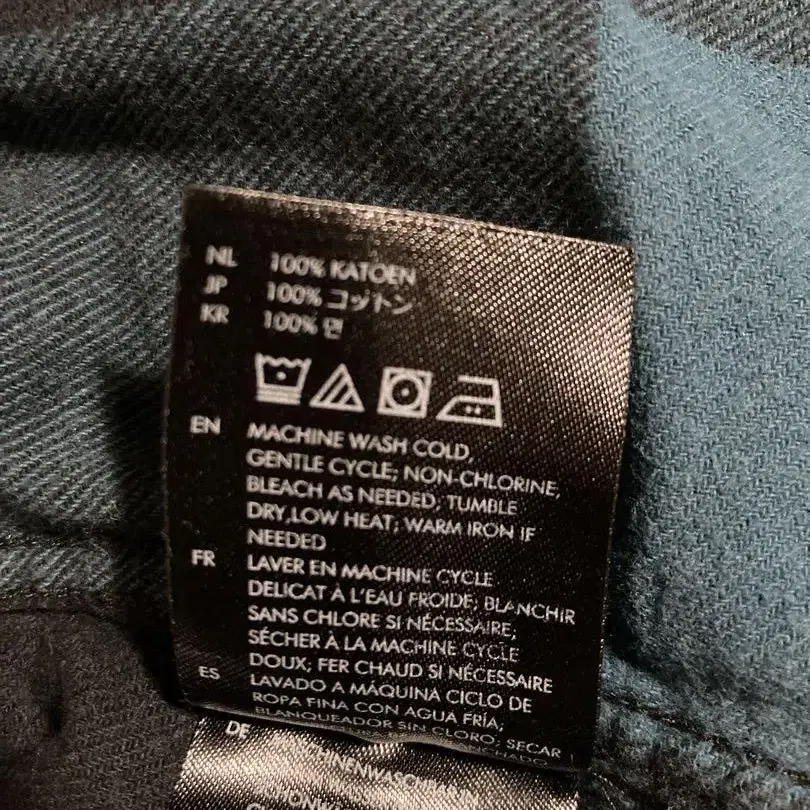 NL 100% KATOEN
JP 100% コットン
KR 100% 면
EN MACHINE WASH COLD,
GENTLE CYCLE; NON-CHLORINE,
BLEACH AS NEEDED, TUMBLE
DRY,LOW HEAT; WARM IRON IF
NEEDED
FR LAVER EN MACHINE CYCLE
DELICAT À L'EAU FROIDE; BLANCHIR
SANS CHLORE SI NÉCESSAIRE;
SÉCHER À LA MACHINE CYCLE
DOUX; FER CHAUD SI NÉCESSAIRE
ES LAVADO A MÁQUINA CICLO DE
ROPA FINA CON AGUA FRÍA;
BLANQUEADOR SIN CLORO; SECAR
DE